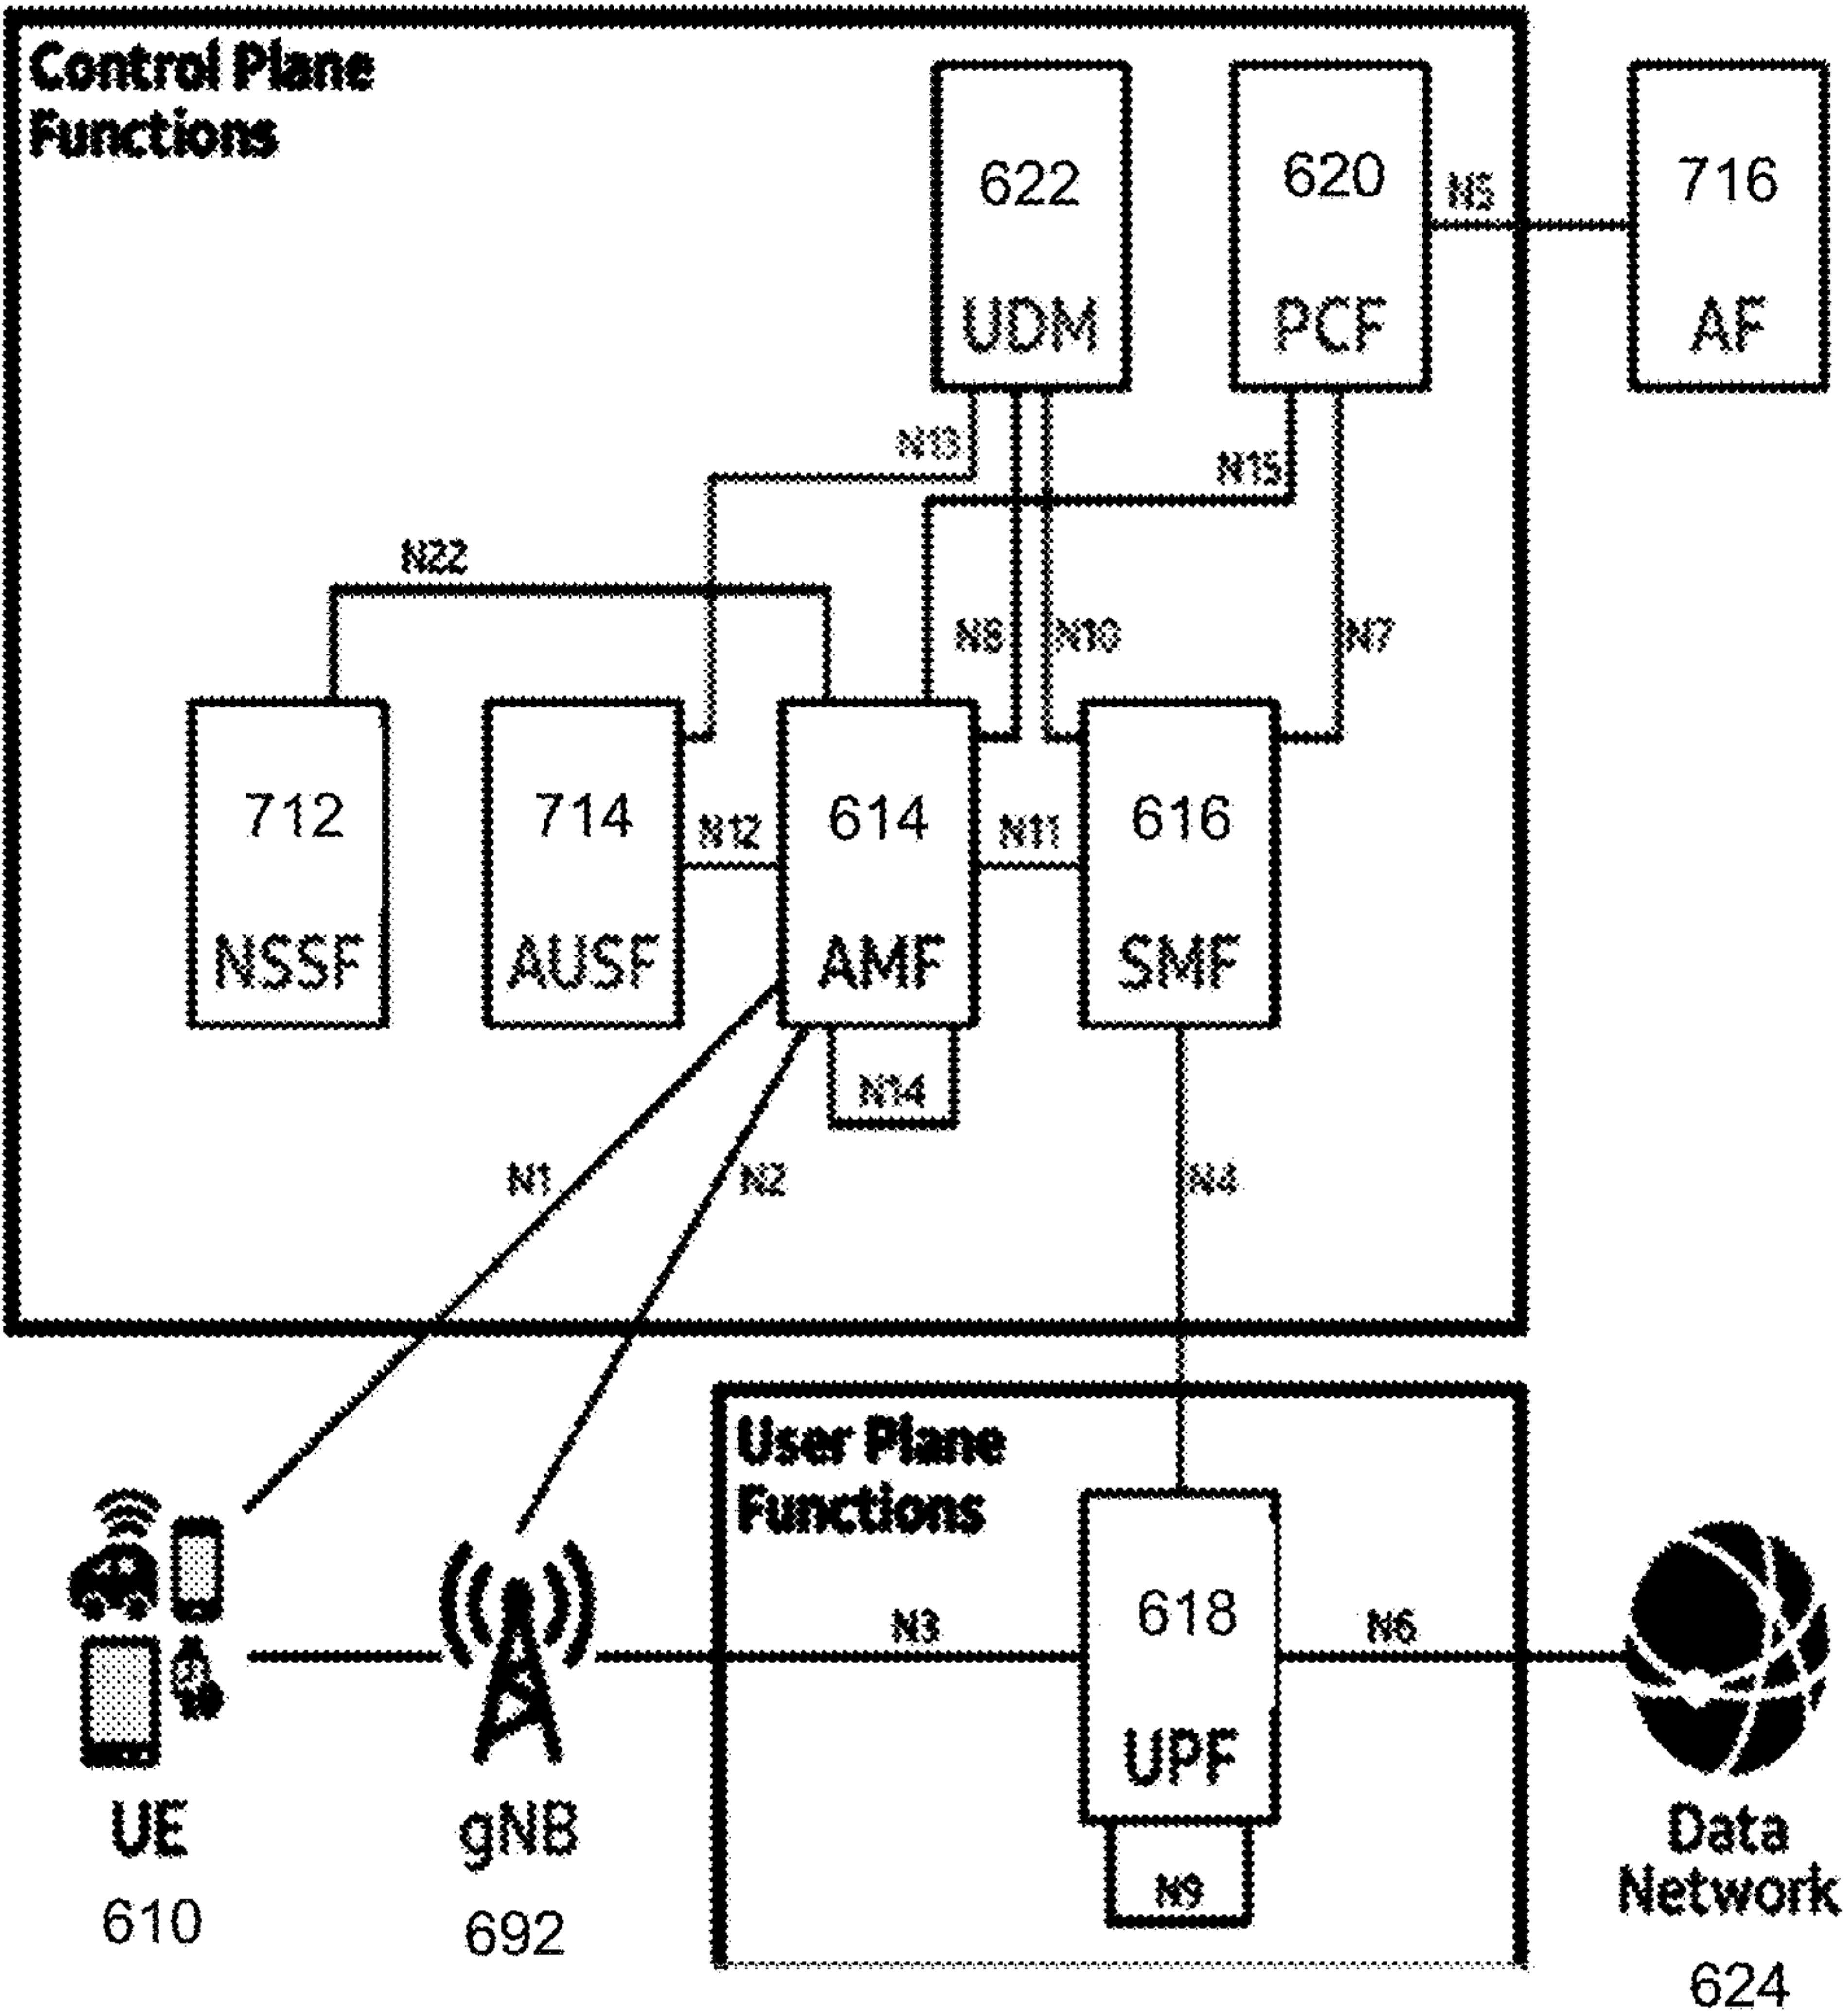 Control Plane
Functions
622
UDM
620
PCF
N5
716
AF
N13
N15
N22
N8
N10
N7
712
NSSF
714
AUSF
N12
614
AMF
N11
616
SMF
N14
N1
N2
N4
User Plane
Functions
N3
618
UPF
N6
N9
UE
610
gNB
692
Data
Network
624